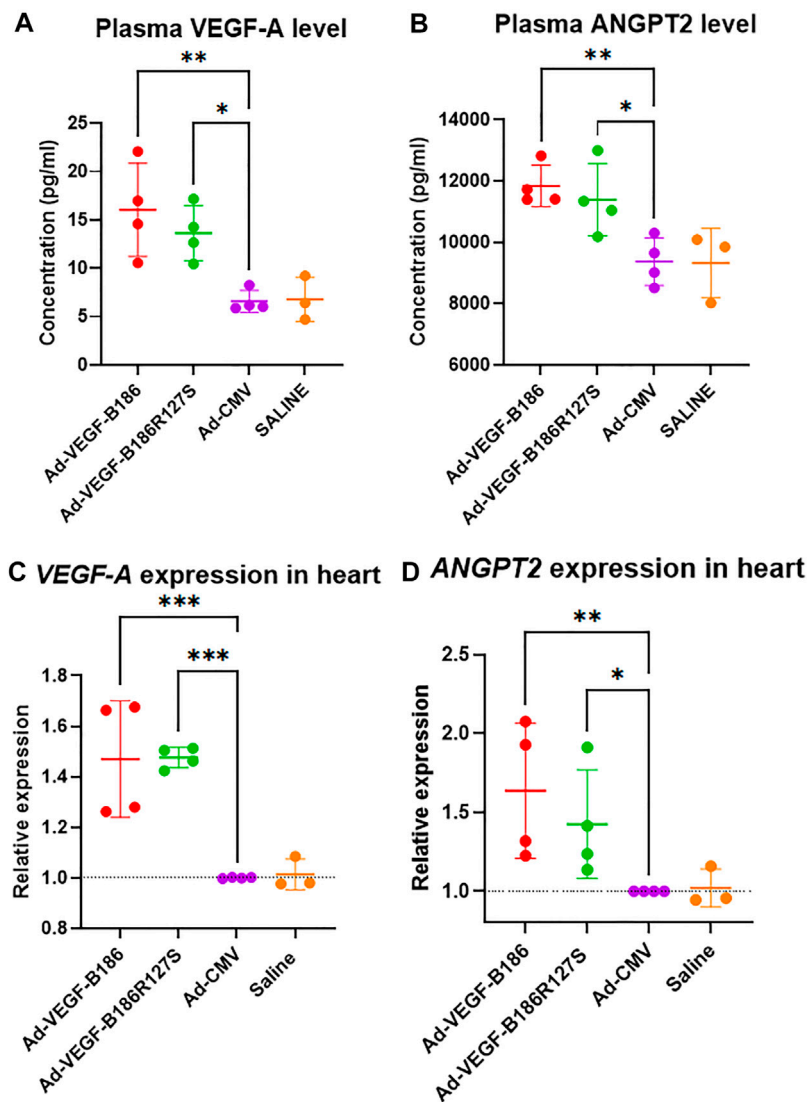 A
Plasma VEGF-A level
**
*
Concentration (pg/ml)
25
20
15
10
5
0
Ad-VEGF-B186
Ad-VEGF-B186R127S
Ad-CMV
SALINE
B
Plasma ANGPT2 level
**
*
Concentration (pg/ml)
14000
12000
10000
8000
6000
Ad-VEGF-B186
Ad-VEGF-B186R127S
Ad-CMV
SALINE
C
VEGF-A expression in heart
***
***
Relative expression
1.8
1.6
1.4
1.2
1.0
0.8
Ad-VEGF-B186
Ad-VEGF-B186R127S
Ad-CMV
Saline
D
ANGPT2 expression in heart
**
*
Relative expression
2.5
2.0
1.5
1.0
Ad-VEGF-B186
Ad-VEGF-B186R127S
Ad-CMV
Saline